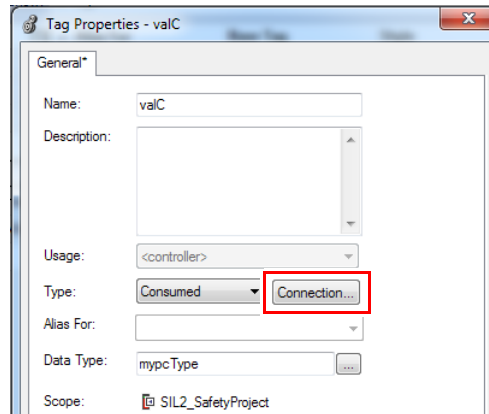 Tag Properties - valC
General*
Name: valC
Description:
Usage: <controller>
Type: Consumed Connection...
Alias For:
Data Type: mypcType ...
Scope: SIL2_SafetyProject